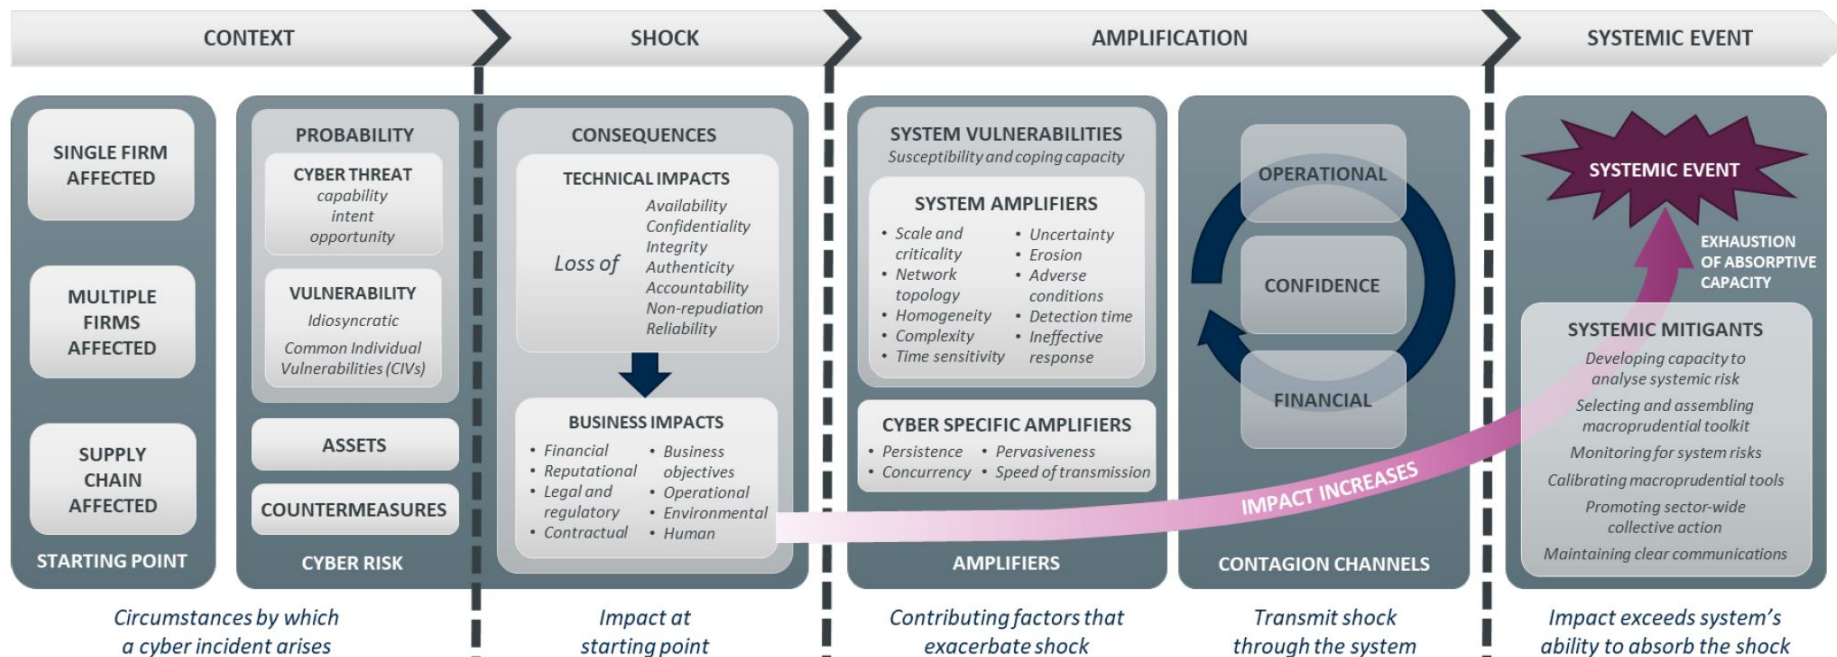 CONTEXT
SHOCK
AMPLIFICATION
SYSTEMIC EVENT
SINGLE FIRM
AFFECTED
MULTIPLE
FIRMS
AFFECTED
SUPPLY
CHAIN
AFFECTED
STARTING POINT
PROBABILITY
CYBER THREAT
capability
intent
opportunity
VULNERABILITY
Idiosyncratic
Common Individual
Vulnerabilities (CIVs)
ASSETS
COUNTERMEASURES
CYBER RISK
Circumstances by which
a cyber incident arises
CONSEQUENCES
TECHNICAL IMPACTS
Loss of
Availability
Confidentiality
Integrity
Authenticity
Accountability
Non-repudiation
Reliability
BUSINESS IMPACTS
• Financial
• Reputational
• Legal and
regulatory
• Contractual
• Business
objectives
• Operational
• Environmental
• Human
Impact at
starting point
SYSTEM VULNERABILITIES
Susceptibility and coping capacity
SYSTEM AMPLIFIERS
• Scale and
criticality
• Network
topology
• Homogeneity
• Complexity
• Time sensitivity
• Uncertainty
• Erosion
• Adverse
conditions
• Detection time
• Ineffective
response
CYBER SPECIFIC AMPLIFIERS
• Persistence
• Concurrency
• Pervasiveness
• Speed of transmission
AMPLIFIERS
Contributing factors that
exacerbate shock
OPERATIONAL
CONFIDENCE
FINANCIAL
IMPACT INCREASES
CONTAGION CHANNELS
Transmit shock
through the system
SYSTEMIC EVENT
EXHAUSTION
OF ABSORPTIVE
CAPACITY
SYSTEMIC MITIGANTS
Developing capacity to
analyse systemic risk
Selecting and assembling
macroprudential toolkit
Monitoring for system risks
Calibrating macroprudential tools
Promoting sector-wide
collective action
Maintaining clear communications
Impact exceeds system's
ability to absorb the shock